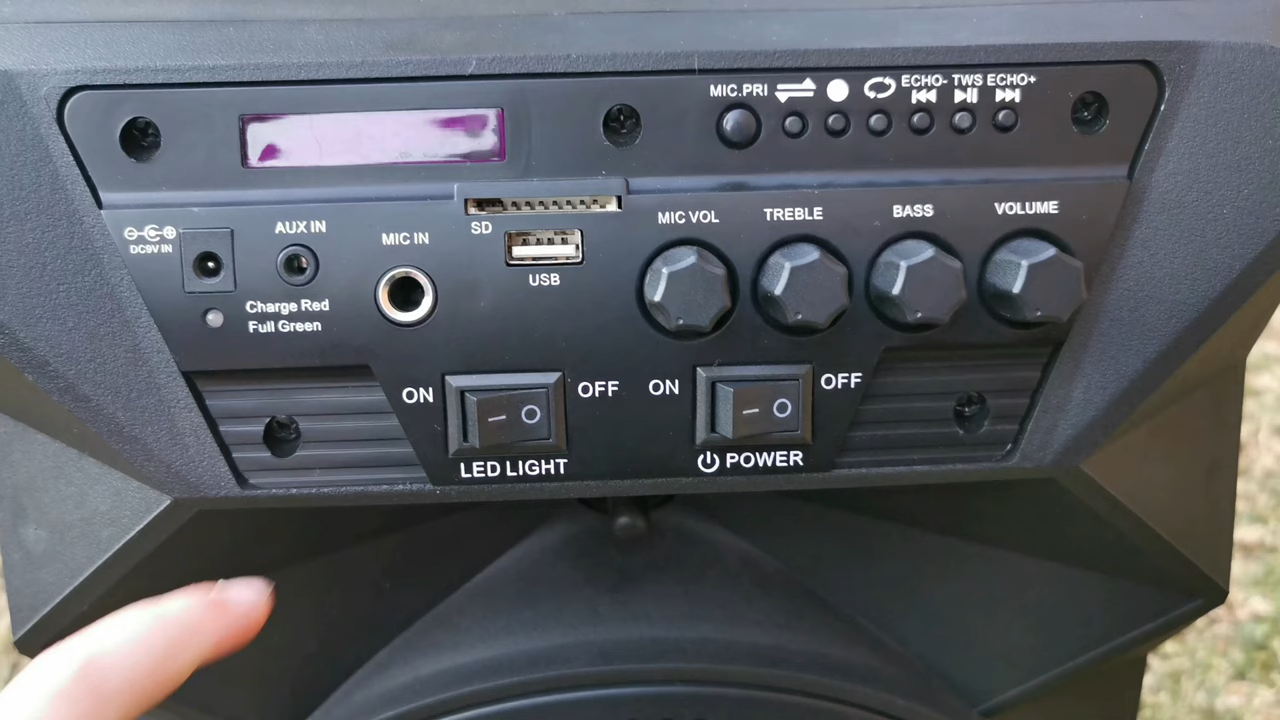 MIC.PRI
ECHO- TWS ECHO+
DC9V IN
AUX IN
MIC IN
SD
USB
MIC VOL
TREBLE
BASS
VOLUME
Charge Red
Full Green
ON
OFF
LED LIGHT
ON
OFF
POWER